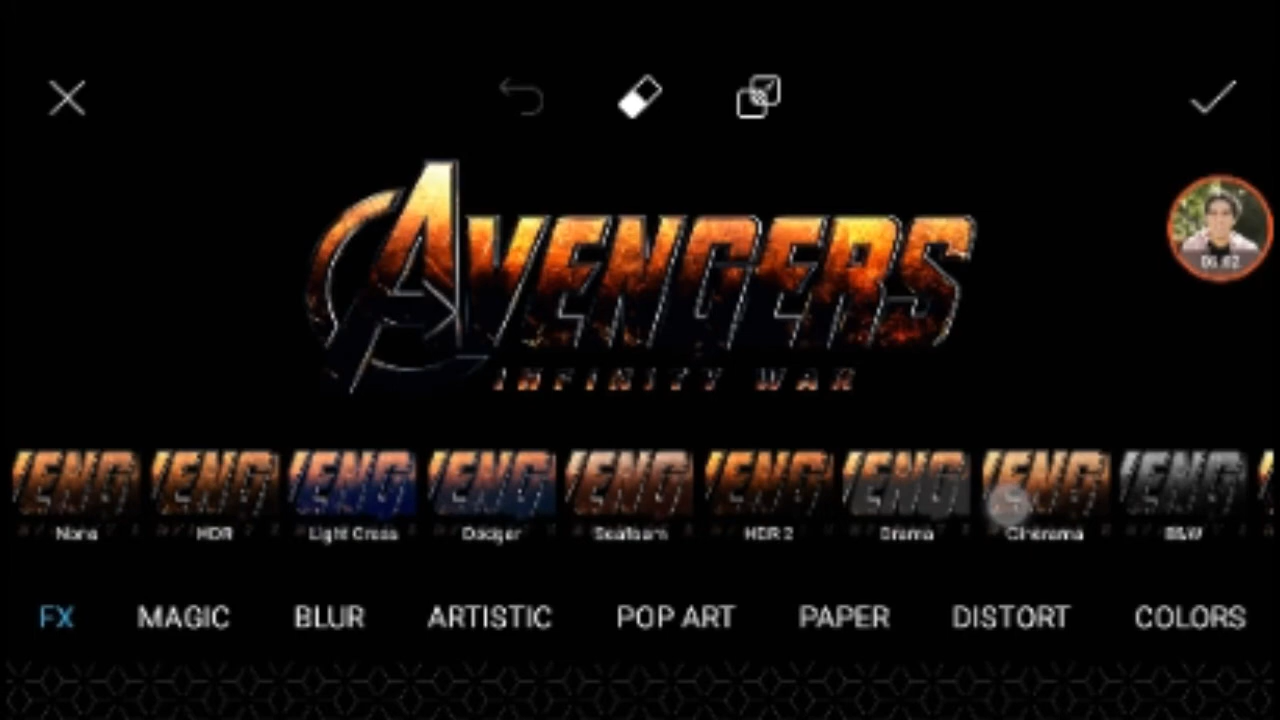 AVENGERS
INFINITY WAR
None HDR Light Cross Dodger Seafoam HDR 2 Drama Cinerama B&W
FX MAGIC BLUR ARTISTIC POP ART PAPER DISTORT COLORS